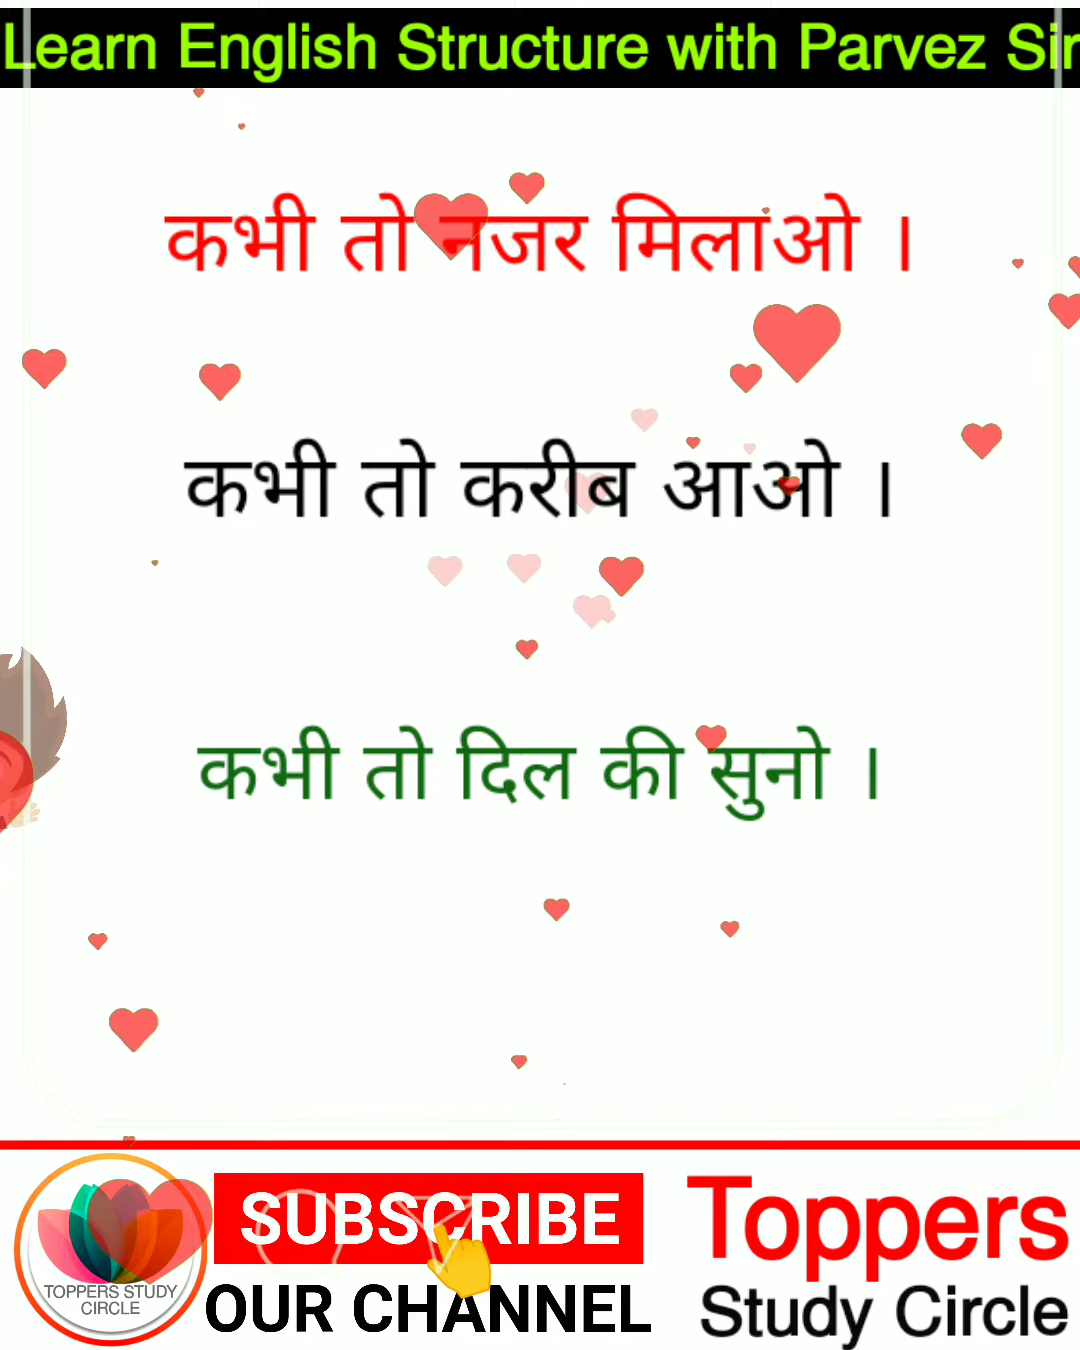 Learn English Structure with Parvez Sir
कभी तो नजर मिलाओ ।
कभी तो करीब आओ ।
कभी तो दिल की सुनो ।
TOPPERS STUDY
CIRCLE
SUBSCRIBE
OUR CHANNEL
Toppers
Study Circle